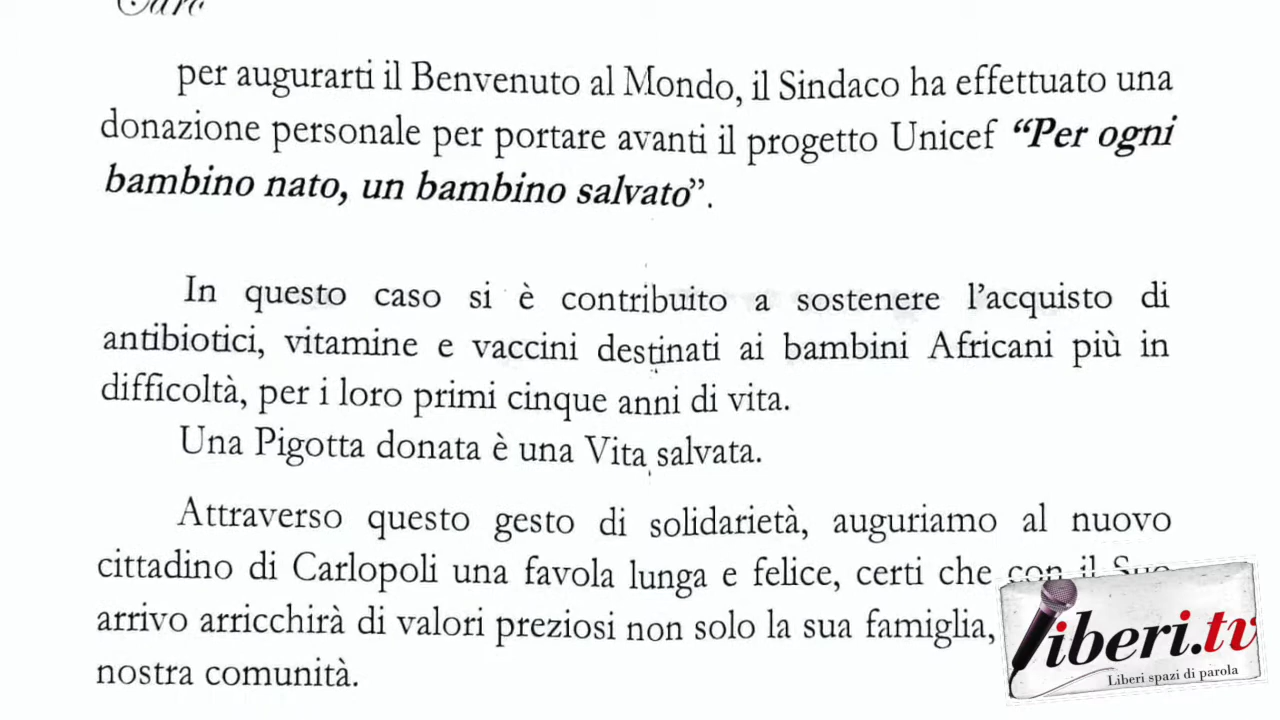 Caro
per augurarti il Benvenuto al Mondo, il Sindaco ha effettuato una
donazione personale per portare avanti il progetto Unicef “Per ogni
bambino nato, un bambino salvato”.
In questo caso si è contribuito a sostenere l’acquisto di
antibiotici, vitamine e vaccini destinati ai bambini Africani più in
difficoltà, per i loro primi cinque anni di vita.
Una Pigotta donata è una Vita salvata.
Attraverso questo gesto di solidarietà, auguriamo al nuovo
cittadino di Carlopoli una favola lunga e felice, certi che con il Suo
arrivo arricchirà di valori preziosi non solo la sua famiglia,
nostra comunità.
liberi.tv
Liberi spazi di parola